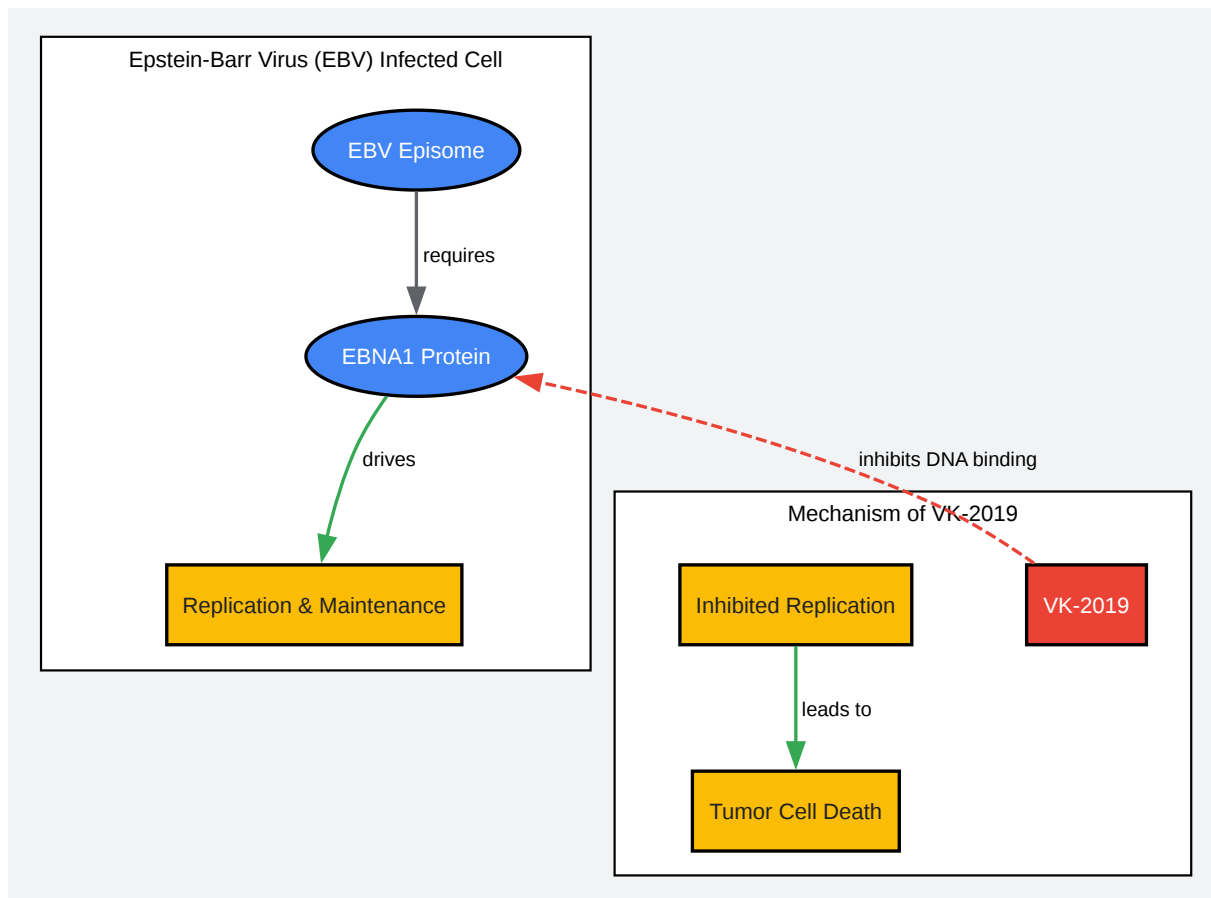 Epstein-Barr Virus (EBV) Infected Cell
EBV Episome
requires
EBNA1 Protein
drives
Replication & Maintenance
inhibits DNA binding
Mechanism of VK-2019
Inhibited Replication
VK-2019
leads to
Tumor Cell Death